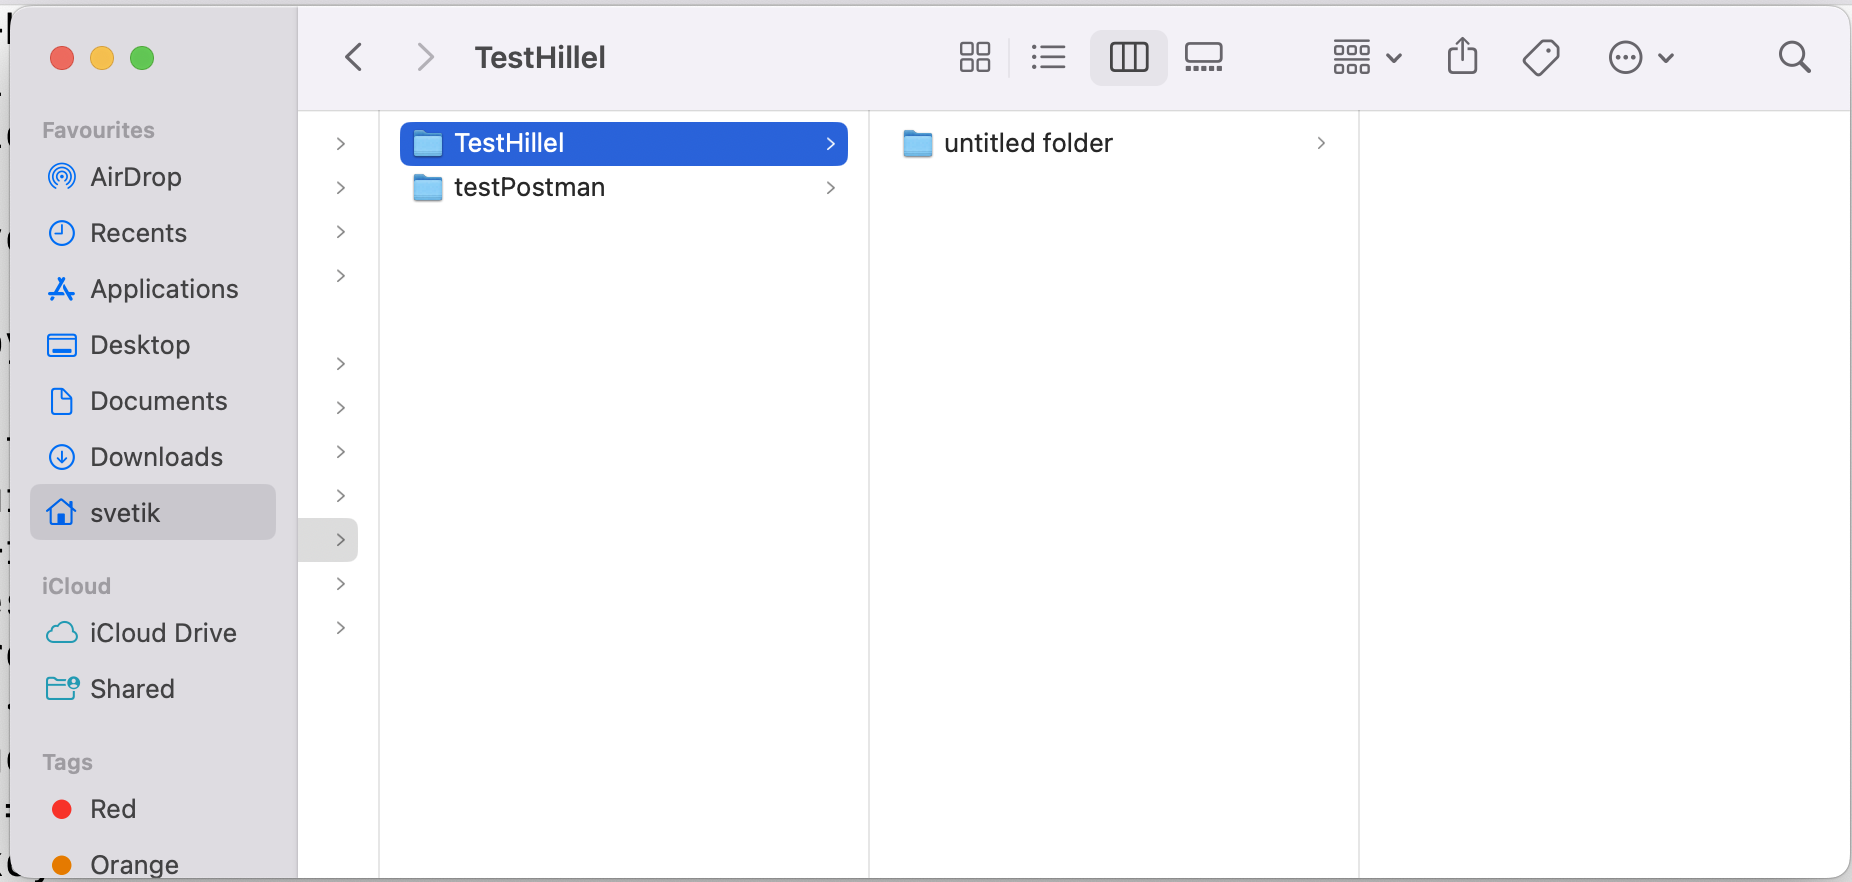 TestHillel
Favourites
AirDrop
Recents
Applications
Desktop
Documents
Downloads
svetik
iCloud
iCloud Drive
Shared
Tags
Red
Orange
TestHillel
testPostman
untitled folder